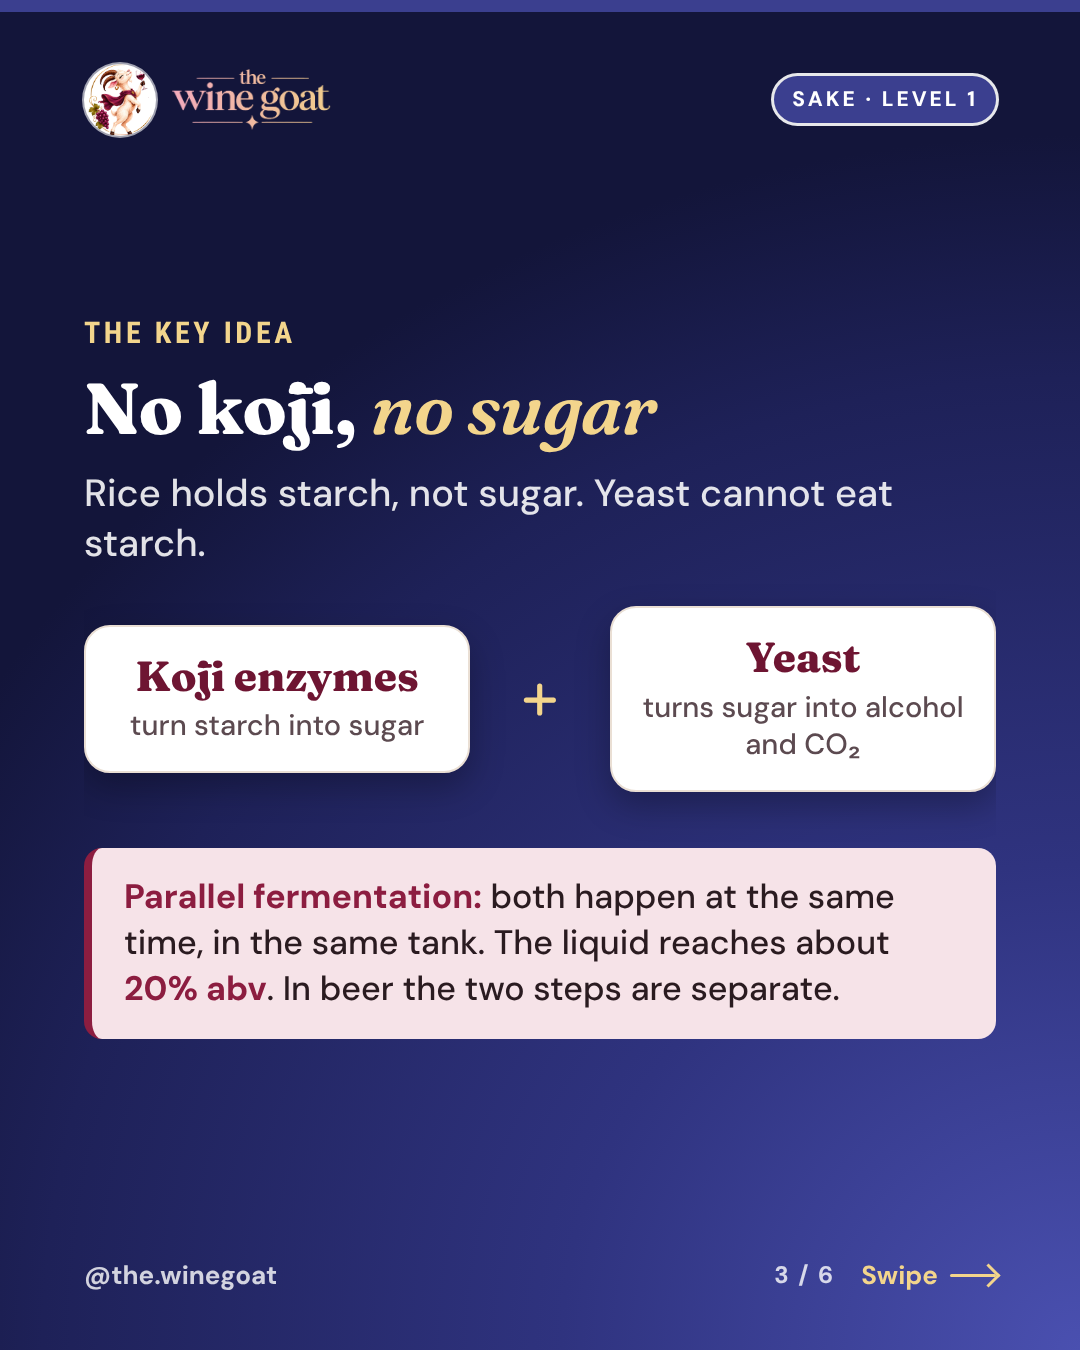 the
wine goat
SAKE · LEVEL 1
THE KEY IDEA
No koji, no sugar
Rice holds starch, not sugar. Yeast cannot eat
starch.
Koji enzymes
turn starch into sugar
+
Yeast
turns sugar into alcohol
and CO₂
Parallel fermentation: both happen at the same
time, in the same tank. The liquid reaches about
20% abv. In beer the two steps are separate.
@the.winegoat
3 / 6
Swipe →